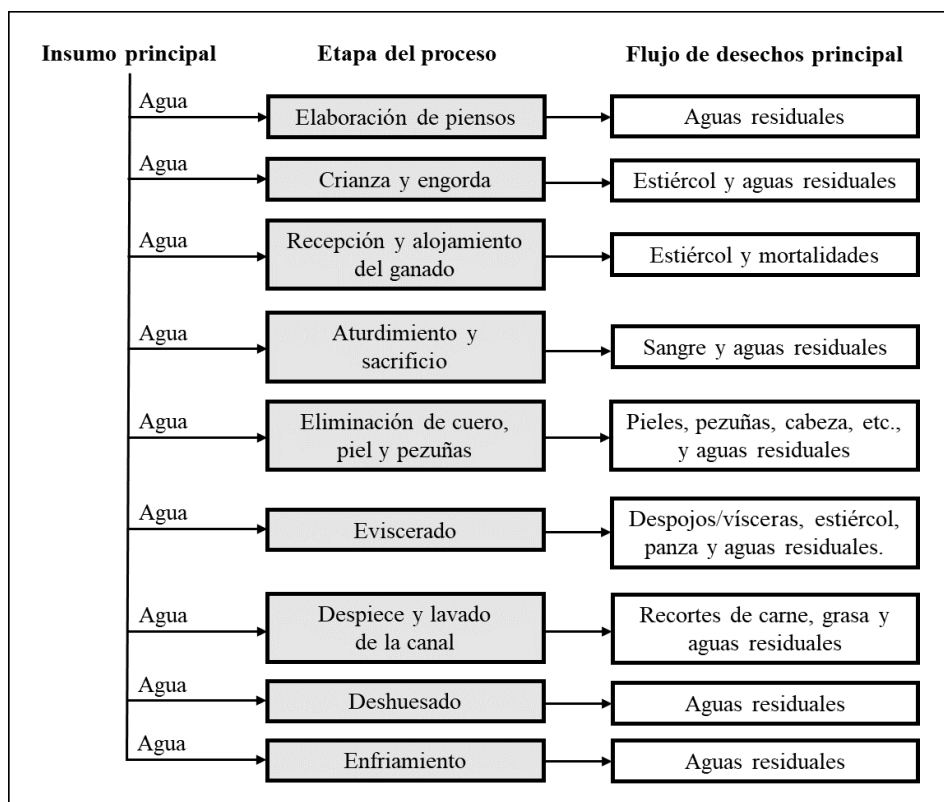 Insumo principal
Etapa del proceso
Flujo de desechos principal
Agua
Elaboración de piensos
Aguas residuales
Agua
Crianza y engorda
Estiércol y aguas residuales
Agua
Recepción y alojamiento
del ganado
Estiércol y mortalidades
Agua
Aturdimiento y
sacrificio
Sangre y aguas residuales
Agua
Eliminación de cuero,
piel y pezuñas
Pieles, pezuñas, cabeza, etc.,
y aguas residuales
Agua
Eviscerado
Despojos/vísceras, estiércol,
panza y aguas residuales.
Agua
Despiece y lavado
de la canal
Recortes de carne, grasa y
aguas residuales
Agua
Deshuesado
Aguas residuales
Agua
Enfriamiento
Aguas residuales